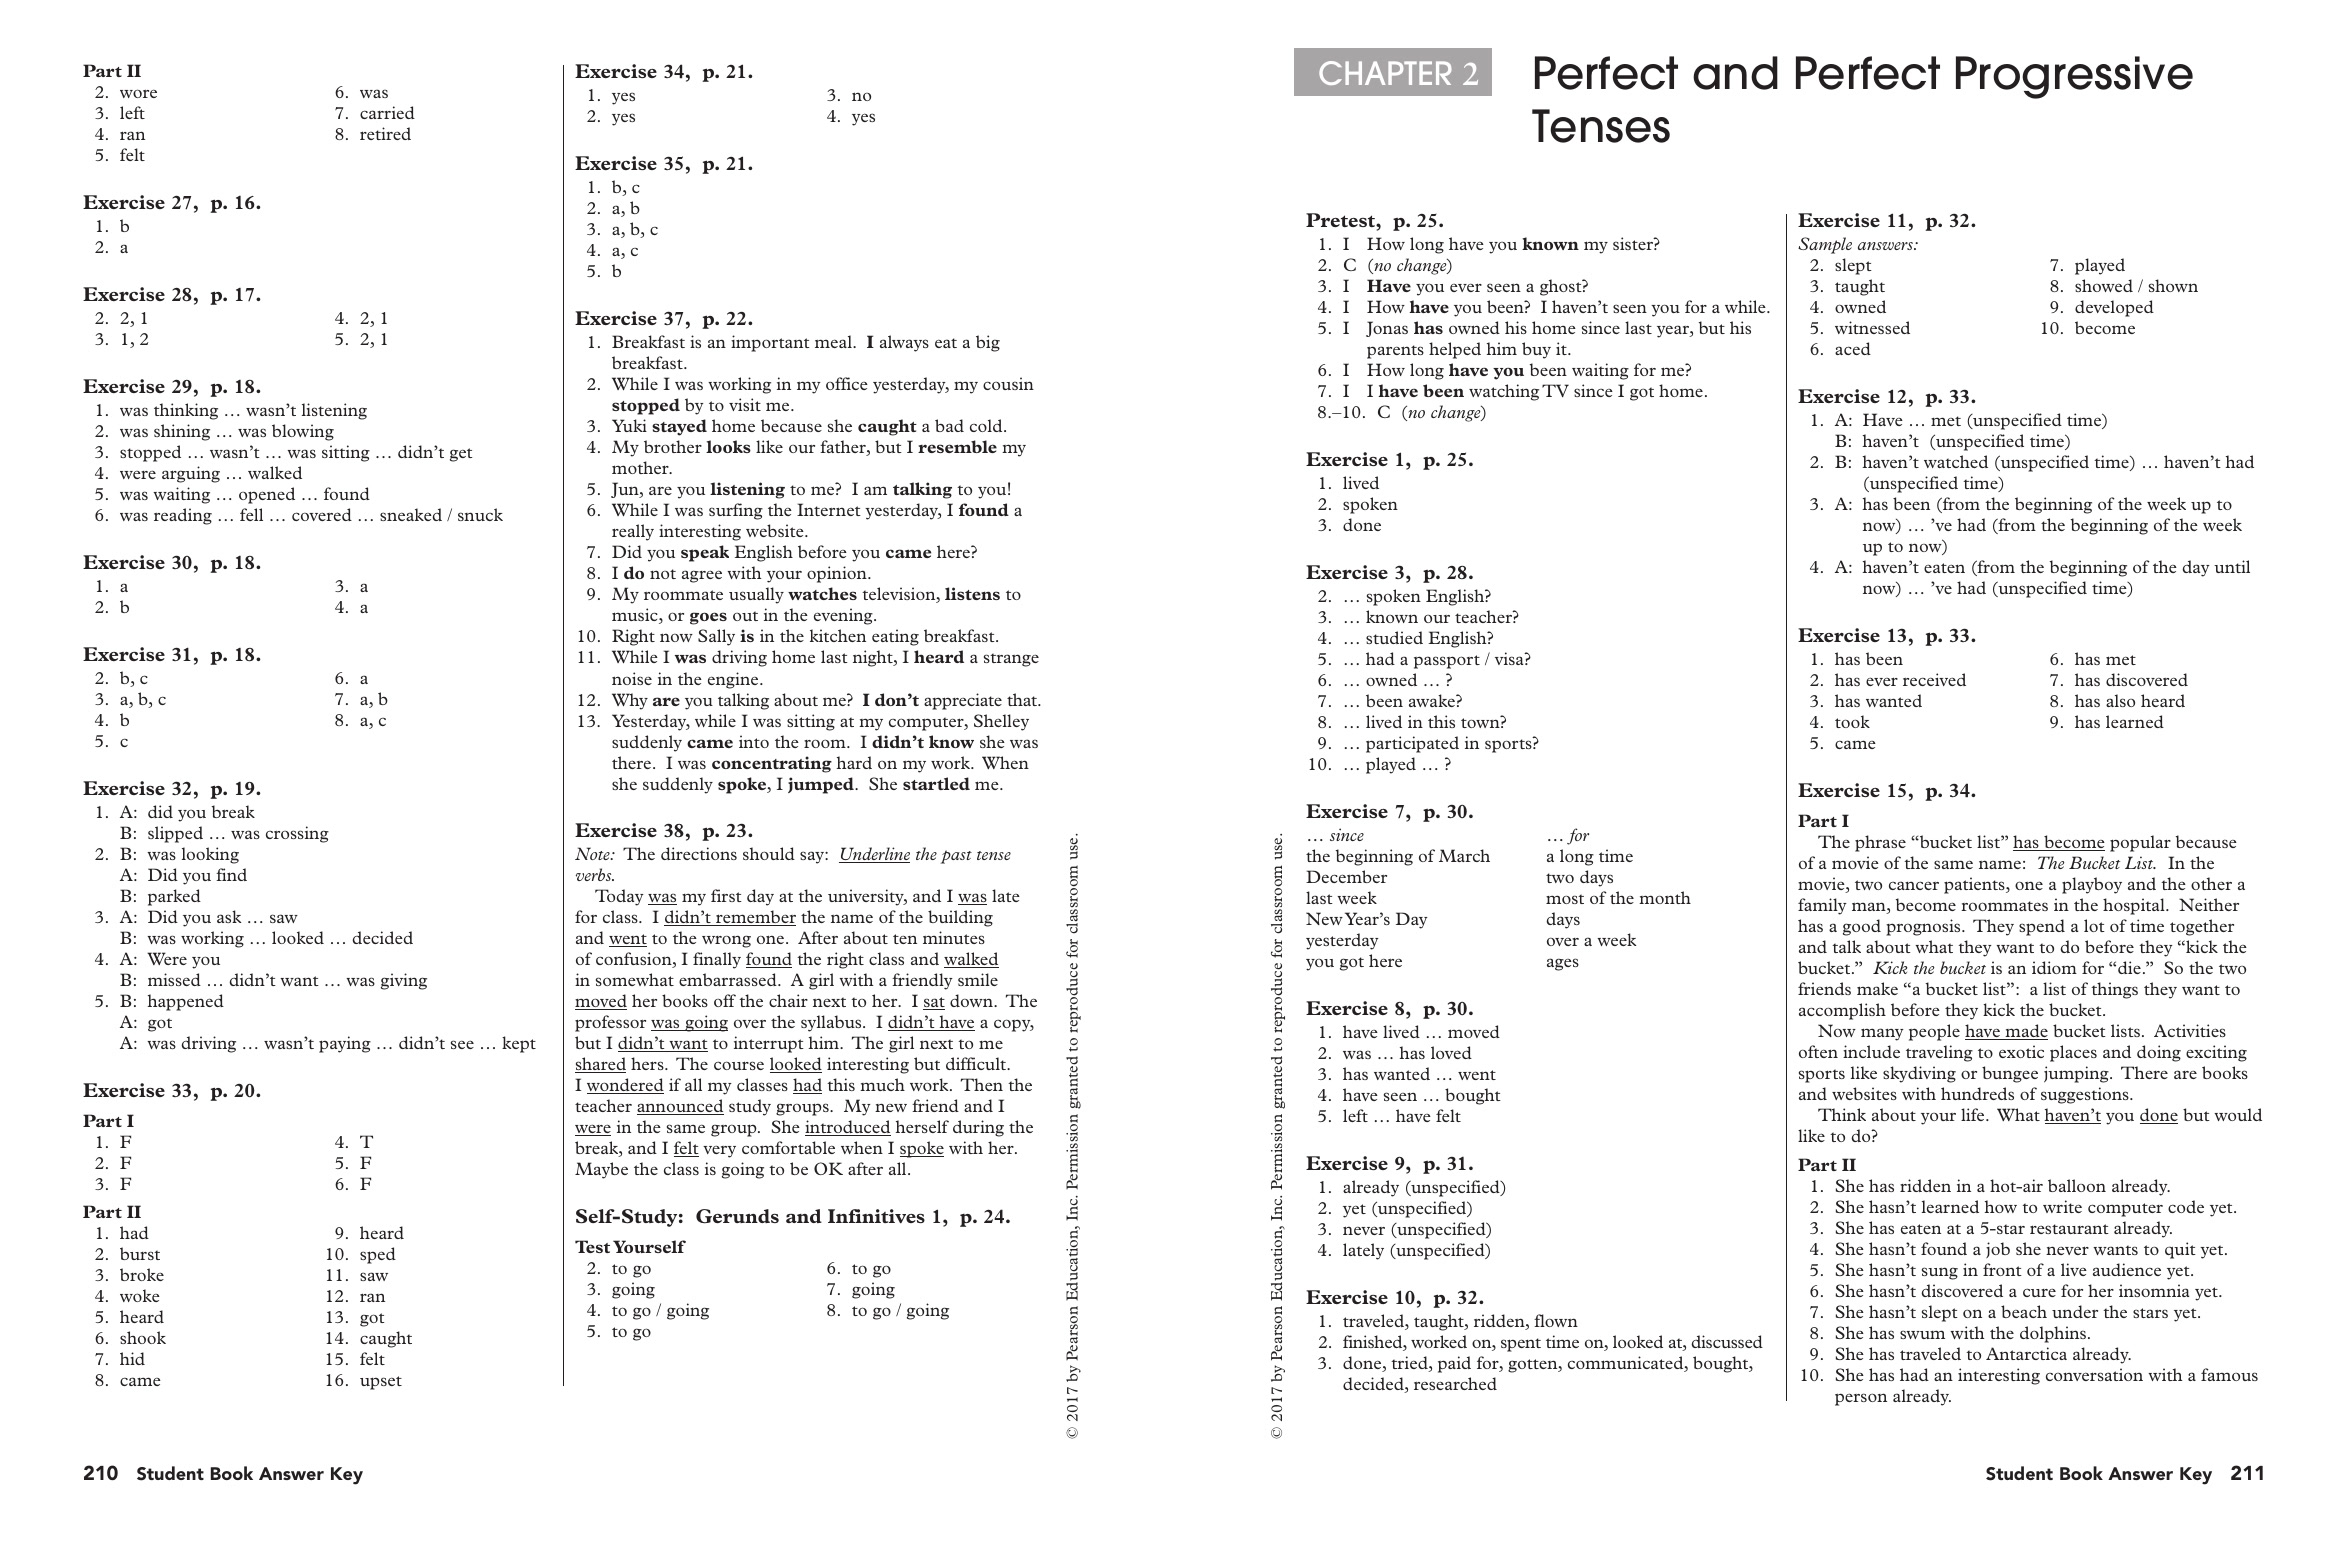 Part II
2. wore
3. left
4. ran
5. felt
6. was
7. carried
8. retired
Exercise 27, p. 16.
1. b
2. a
Exercise 28, p. 17.
2. 2, 1
3. 1, 2
4. 2, 1
5. 2, 1
Exercise 29, p. 18.
1. was thinking … wasn’t listening
2. was shining … was blowing
3. stopped … wasn’t … was sitting … didn’t get
4. were arguing … walked
5. was waiting … opened … found
6. was reading … fell … covered … sneaked / snuck
Exercise 30, p. 18.
1. a
2. b
3. a
4. a
Exercise 31, p. 18.
2. b, c
3. a, b, c
4. b
5. c
6. a
7. a, b
8. a, c
Exercise 32, p. 19.
1. A: did you break
B: slipped … was crossing
2. B: was looking
A: Did you find
B: parked
3. A: Did you ask … saw
B: was working … looked … decided
4. A: Were you
B: missed … didn’t want … was giving
5. B: happened
A: got
A: was driving … wasn’t paying … didn’t see … kept
Exercise 33, p. 20.
Part I
1. F
2. F
3. F
4. T
5. F
6. F
Part II
1. had
2. burst
3. broke
4. woke
5. heard
6. shook
7. hid
8. came
9. heard
10. sped
11. saw
12. ran
13. got
14. caught
15. felt
16. upset
Exercise 34, p. 21.
1. yes
2. yes
3. no
4. yes
Exercise 35, p. 21.
1. b, c
2. a, b
3. a, b, c
4. a, c
5. b
Exercise 37, p. 22.
1. Breakfast is an important meal. I always eat a big
breakfast.
2. While I was working in my office yesterday, my cousin
stopped by to visit me.
3. Yuki stayed home because she caught a bad cold.
4. My brother looks like our father, but I resemble my
mother.
5. Jun, are you listening to me? I am talking to you!
6. While I was surfing the Internet yesterday, I found a
really interesting website.
7. Did you speak English before you came here?
8. I do not agree with your opinion.
9. My roommate usually watches television, listens to
music, or goes out in the evening.
10. Right now Sally is in the kitchen eating breakfast.
11. While I was driving home last night, I heard a strange
noise in the engine.
12. Why are you talking about me? I don’t appreciate that.
13. Yesterday, while I was sitting at my computer, Shelley
suddenly came into the room. I didn’t know she was
there. I was concentrating hard on my work. When
she suddenly spoke, I jumped. She startled me.
Exercise 38, p. 23.
Note: The directions should say: Underline the past tense
verbs.
Today was my first day at the university, and I was late
for class. I didn’t remember the name of the building
and went to the wrong one. After about ten minutes
of confusion, I finally found the right class and walked
in somewhat embarrassed. A girl with a friendly smile
moved her books off the chair next to her. I sat down. The
professor was going over the syllabus. I didn’t have a copy,
but I didn’t want to interrupt him. The girl next to me
shared hers. The course looked interesting but difficult.
I wondered if all my classes had this much work. Then the
teacher announced study groups. My new friend and I
were in the same group. She introduced herself during the
break, and I felt very comfortable when I spoke with her.
Maybe the class is going to be OK after all.
Self-Study: Gerunds and Infinitives 1, p. 24.
Test Yourself
2. to go
3. going
4. to go / going
5. to go
6. to go
7. going
8. to go / going
© 2017 by Pearson Education, Inc. Permission granted to reproduce for classroom use.
210 Student Book Answer Key
CHAPTER 2
Perfect and Perfect Progressive
Tenses
Pretest, p. 25.
1. I How long have you known my sister?
2. C (no change)
3. I Have you ever seen a ghost?
4. I How have you been? I haven’t seen you for a while.
5. I Jonas has owned his home since last year, but his
parents helped him buy it.
6. I How long have you been waiting for me?
7. I I have been watching TV since I got home.
8.–10. C (no change)
Exercise 1, p. 25.
1. lived
2. spoken
3. done
Exercise 3, p. 28.
2. … spoken English?
3. … known our teacher?
4. … studied English?
5. … had a passport / visa?
6. … owned … ?
7. … been awake?
8. … lived in this town?
9. … participated in sports?
10. … played … ?
Exercise 7, p. 30.
… since
the beginning of March
December
last week
New Year’s Day
yesterday
you got here
… for
a long time
two days
most of the month
days
over a week
ages
Exercise 8, p. 30.
1. have lived … moved
2. was … has loved
3. has wanted … went
4. have seen … bought
5. left … have felt
Exercise 9, p. 31.
1. already (unspecified)
2. yet (unspecified)
3. never (unspecified)
4. lately (unspecified)
Exercise 10, p. 32.
1. traveled, taught, ridden, flown
2. finished, worked on, spent time on, looked at, discussed
3. done, tried, paid for, gotten, communicated, bought,
decided, researched
Exercise 11, p. 32.
Sample answers:
2. slept
3. taught
4. owned
5. witnessed
6. aced
7. played
8. showed / shown
9. developed
10. become
Exercise 12, p. 33.
1. A: Have … met (unspecified time)
B: haven’t (unspecified time)
2. B: haven’t watched (unspecified time) … haven’t had
(unspecified time)
3. A: has been (from the beginning of the week up to
now) … ’ve had (from the beginning of the week
up to now)
4. A: haven’t eaten (from the beginning of the day until
now) … ’ve had (unspecified time)
Exercise 13, p. 33.
1. has been
2. has ever received
3. has wanted
4. took
5. came
6. has met
7. has discovered
8. has also heard
9. has learned
Exercise 15, p. 34.
Part I
The phrase “bucket list” has become popular because
of a movie of the same name: The Bucket List. In the
movie, two cancer patients, one a playboy and the other a
family man, become roommates in the hospital. Neither
has a good prognosis. They spend a lot of time together
and talk about what they want to do before they “kick the
bucket.” Kick the bucket is an idiom for “die.” So the two
friends make “a bucket list”: a list of things they want to
accomplish before they kick the bucket.
Now many people have made bucket lists. Activities
often include traveling to exotic places and doing exciting
sports like skydiving or bungee jumping. There are books
and websites with hundreds of suggestions.
Think about your life. What haven’t you done but would
like to do?
Part II
1. She has ridden in a hot-air balloon already.
2. She hasn’t learned how to write computer code yet.
3. She has eaten at a 5-star restaurant already.
4. She hasn’t found a job she never wants to quit yet.
5. She hasn’t sung in front of a live audience yet.
6. She hasn’t discovered a cure for her insomnia yet.
7. She hasn’t slept on a beach under the stars yet.
8. She has swum with the dolphins.
9. She has traveled to Antarctica already.
10. She has had an interesting conversation with a famous
person already.
© 2017 by Pearson Education, Inc. Permission granted to reproduce for classroom use.
Student Book Answer Key 211